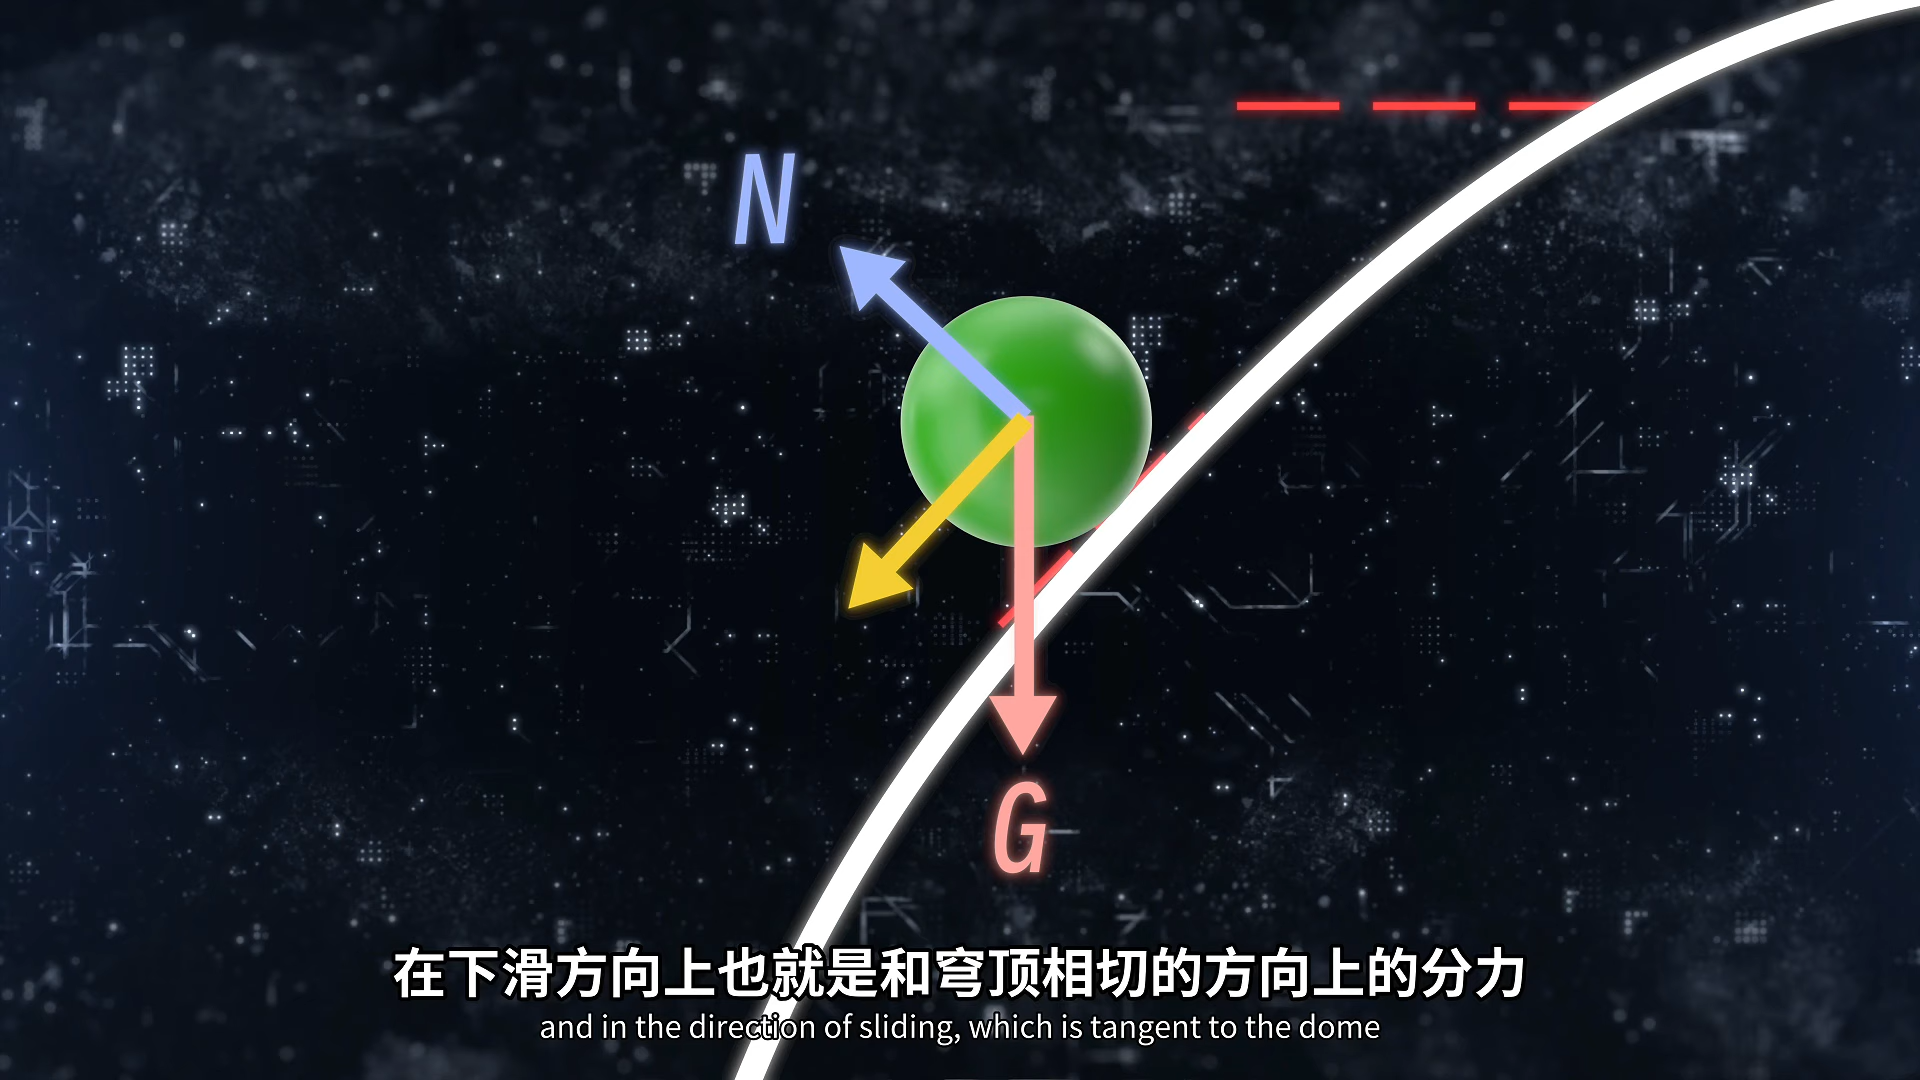 N
G
在下滑方向上也就是和穹顶相切的方向上的分力
and in the direction of sliding, which is tangent to the dome